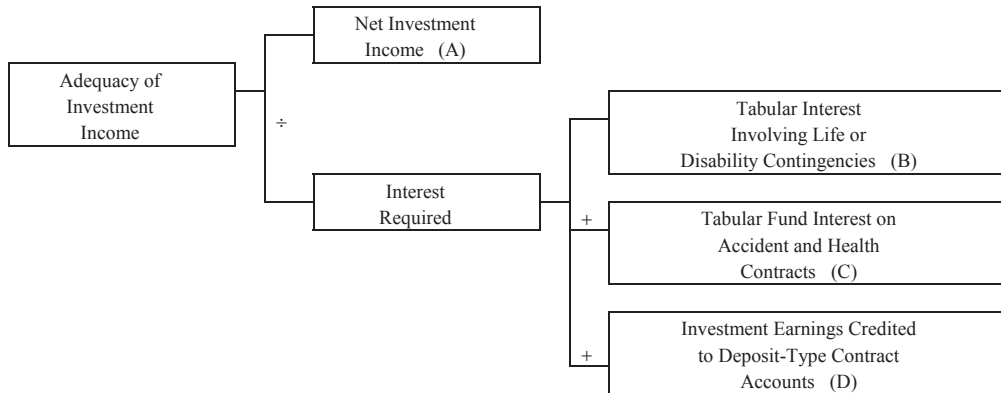 Net Investment
Income (A)
Adequacy of
Investment
Income
÷
Tabular Interest
Involving Life or
Disability Contingencies (B)
Interest
Required
+
Tabular Fund Interest on
Accident and Health
Contracts (C)
+
Investment Earnings Credited
to Deposit-Type Contract
Accounts (D)